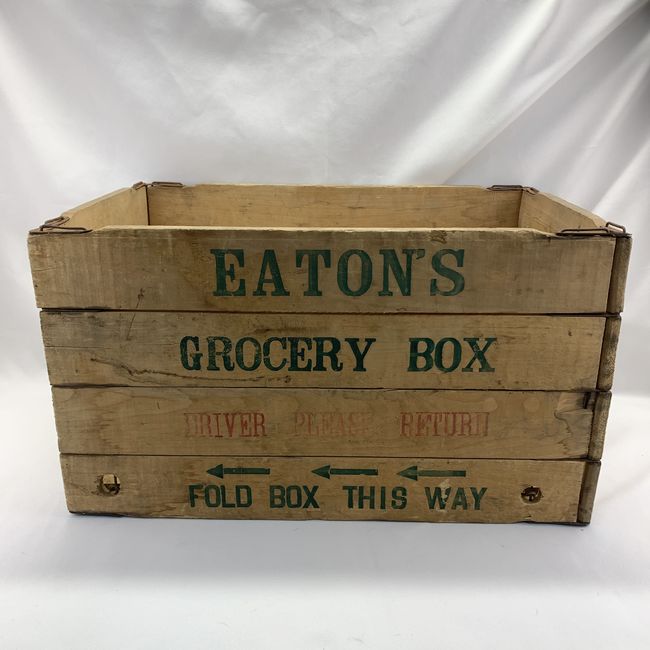 EATON'S
GROCERY BOX
DRIVER PLEASE RETURN
FOLD BOX THIS WAY